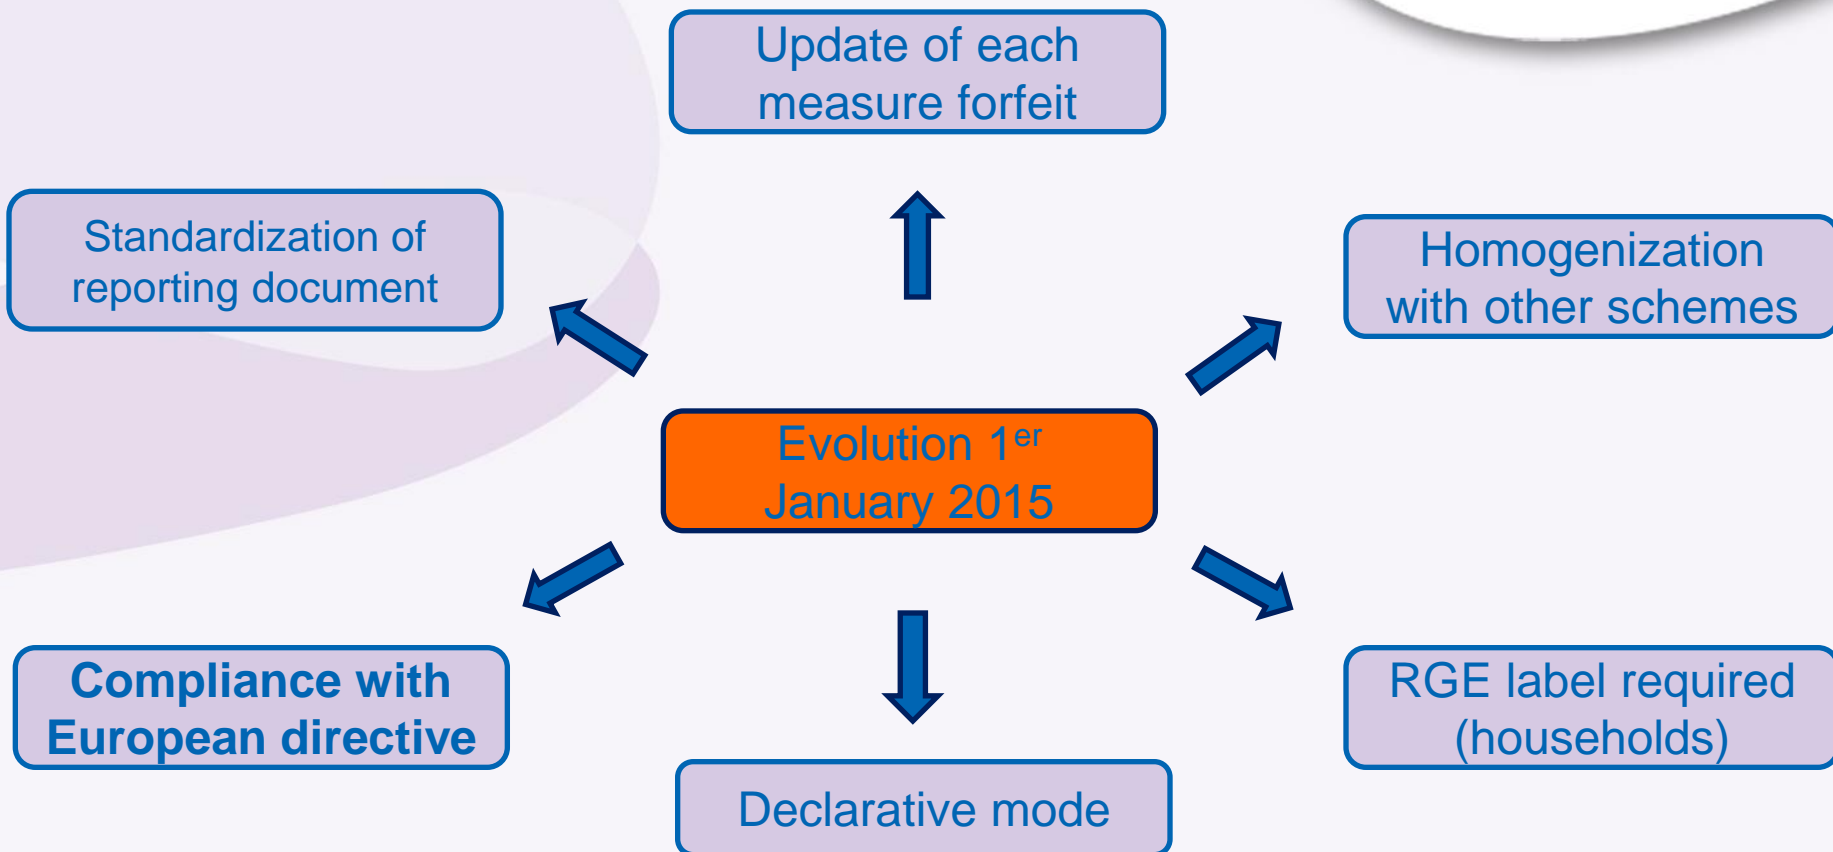 Update of each
measure forfeit
Standardization of
reporting document
Homogenization
with other schemes
Evolution 1er
January 2015
Compliance with
European directive
RGE label required
(households)
Declarative mode